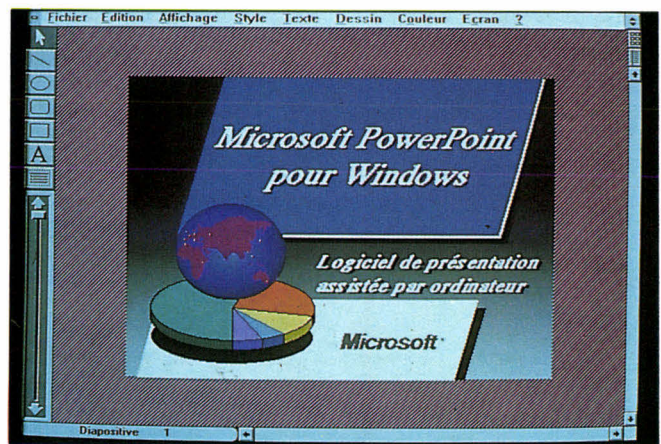 Fichier Edition Affichage Style Texte Dessin Couleur Ecran ?
A
Microsoft PowerPoint
pour Windows
Logiciel de présentation
assistée par ordinateur
Microsoft
Diapositive 1